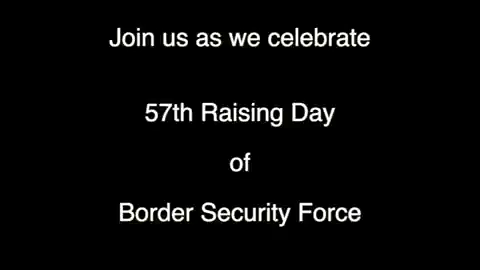 Join us as we celebrate
57th Raising Day
of
Border Security Force